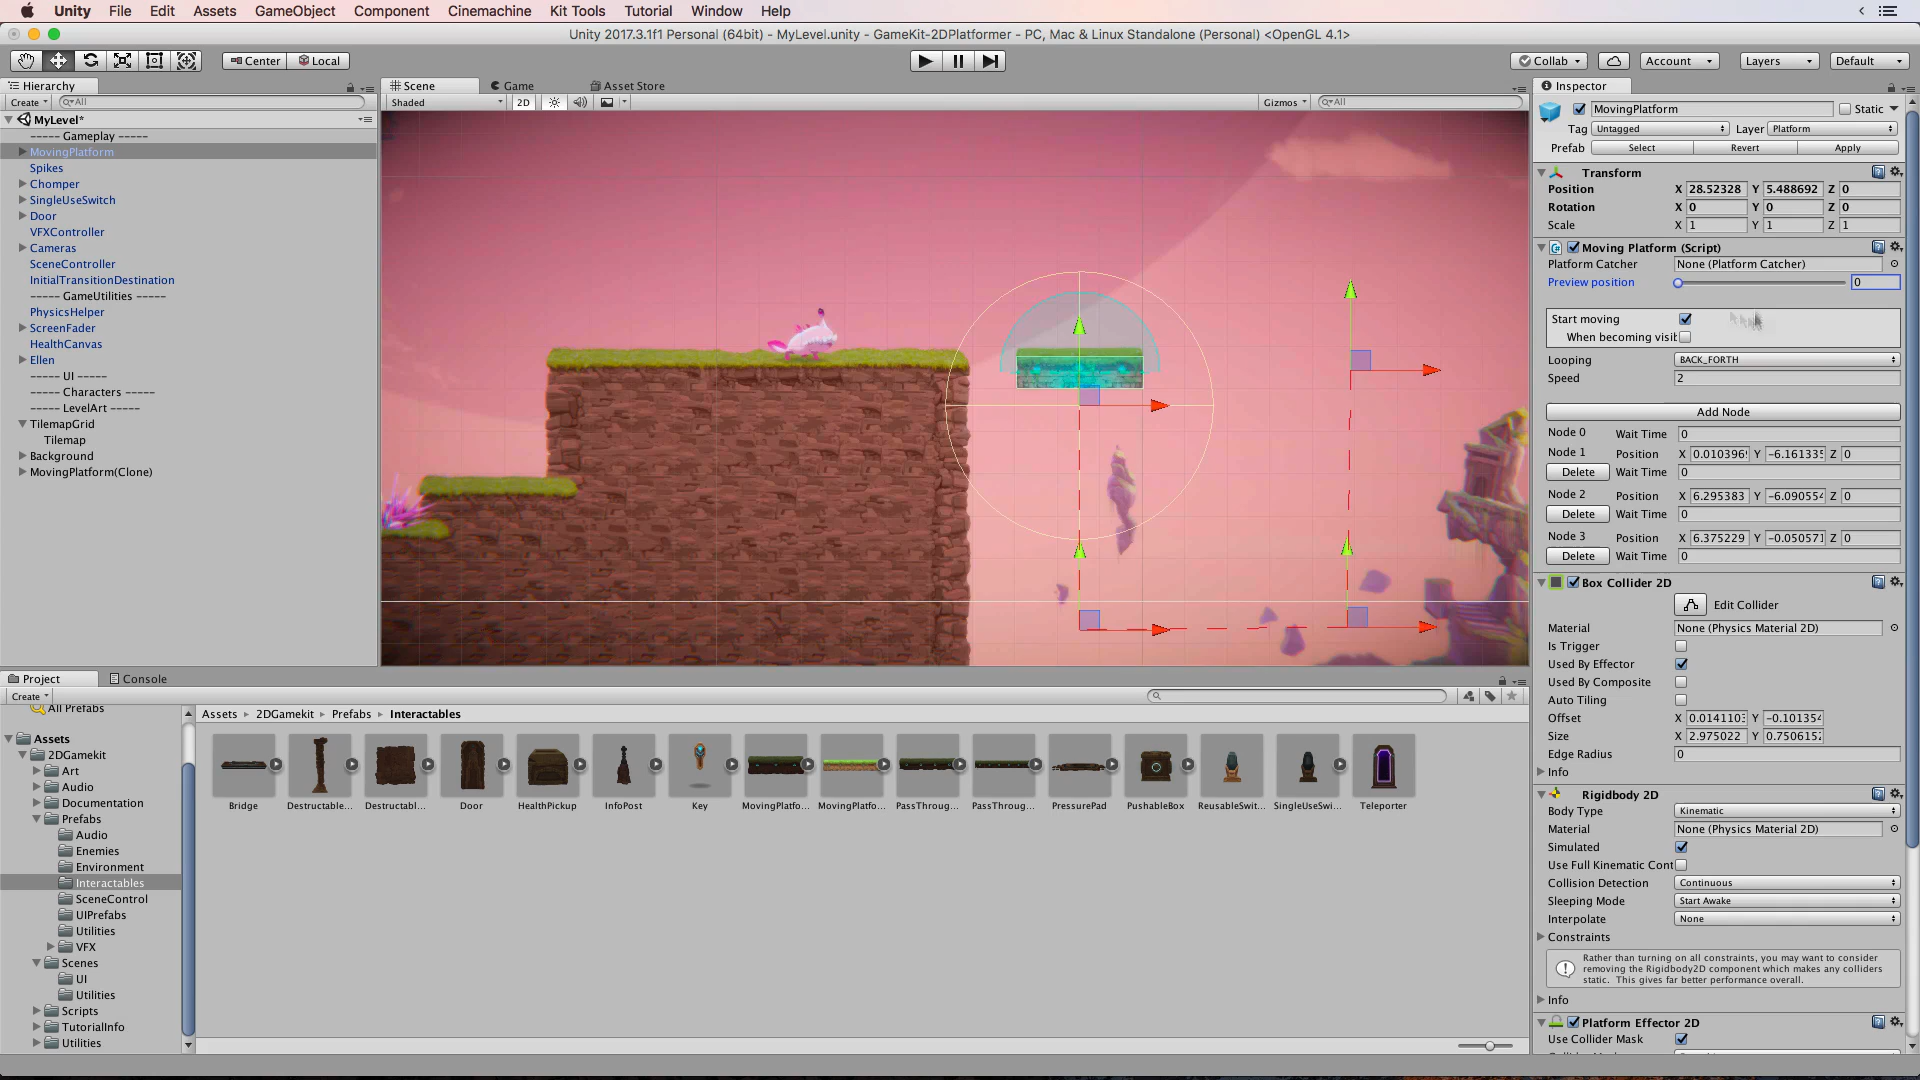 Unity File Edit Assets GameObject Component Cinemachine Kit Tools Tutorial Window Help
Unity 2017.3.1f1 Personal (64bit) - MyLevel.unity - GameKit-2DPlatformer - PC, Mac & Linux Standalone (Personal) <OpenGL 4.1>
Center Local Collab Account Layers Default
Hierarchy
Create All
MyLevel*
----- Gameplay -----
MovingPlatform
Spikes
Chomper
SingleUseSwitch
Door
VFXController
Cameras
SceneController
InitialTransitionDestination
----- GameUtilities -----
PhysicsHelper
ScreenFader
HealthCanvas
Ellen
----- UI -----
----- Characters -----
----- LevelArt -----
TilemapGrid
Tilemap
Background
MovingPlatform(Clone)
Scene Game Asset Store
Shaded 2D Gizmos All
Inspector
MovingPlatform Static
Tag Untagged Layer Platform
Prefab Select Revert Apply
Transform
Position X 28.52328 Y 5.488692 Z 0
Rotation X 0 Y 0 Z 0
Scale X 1 Y 1 Z 1
Moving Platform (Script)
Platform Catcher None (Platform Catcher)
Preview position 0
Start moving
When becoming visit
Looping BACK_FORTH
Speed 2
Add Node
Node 0 Wait Time 0
Node 1 Position X 0.010396 Y -6.161335 Z 0
Delete Wait Time 0
Node 2 Position X 6.295383 Y -6.090554 Z 0
Delete Wait Time 0
Node 3 Position X 6.375229 Y -0.050571 Z 0
Delete Wait Time 0
Box Collider 2D
Edit Collider
Material None (Physics Material 2D)
Is Trigger
Used By Effector
Used By Composite
Auto Tiling
Offset X 0.014110 Y -0.101354
Size X 2.975022 Y 0.750615
Edge Radius 0
Info
Rigidbody 2D
Body Type Kinematic
Material None (Physics Material 2D)
Simulated
Use Full Kinematic Cont
Collision Detection Continuous
Sleeping Mode Start Awake
Interpolate None
Constraints
Rather than turning on all constraints, you may want to consider
removing the Rigidbody2D component which makes any colliders
static. This gives far better performance overall.
Info
Platform Effector 2D
Use Collider Mask
Project Console
Create
All Prefabs
Assets
2DGamekit
Art
Audio
Documentation
Prefabs
Audio
Enemies
Environment
Interactables
SceneControl
UIPrefabs
Utilities
VFX
Scenes
UI
Utilities
Scripts
TutorialInfo
Utilities
Assets 2DGamekit Prefabs Interactables
Bridge Destructable... Destructabl... Door HealthPickup InfoPost Key MovingPlatfo... MovingPlatfo... PassThroug... PassThroug... PressurePad PushableBox ReusableSwit... SingleUseSwi... Teleporter